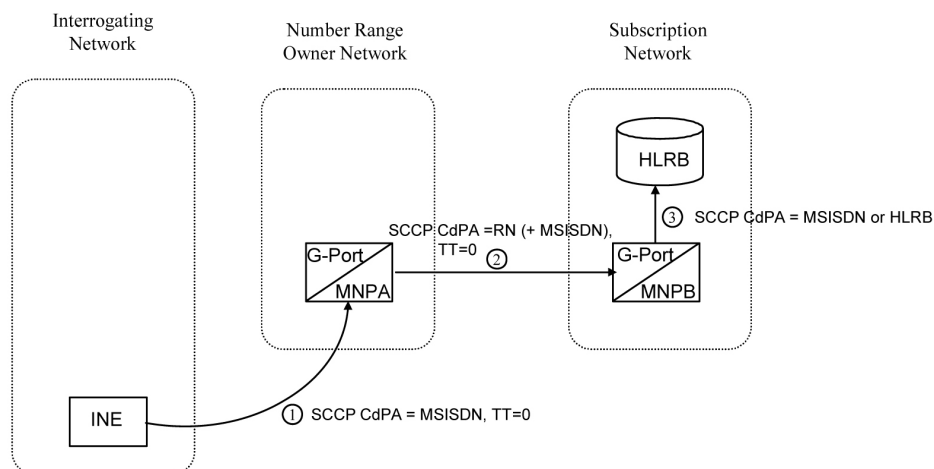 Interrogating
Network
Number Range
Owner Network
Subscription
Network
HLRB
③ SCCP CdPA = MSISDN or HLRB
SCCP CdPA =RN (+ MSISDN),
TT=0
②
G-Port
MNPA
G-Port
MNPB
INE
① SCCP CdPA = MSISDN, TT=0